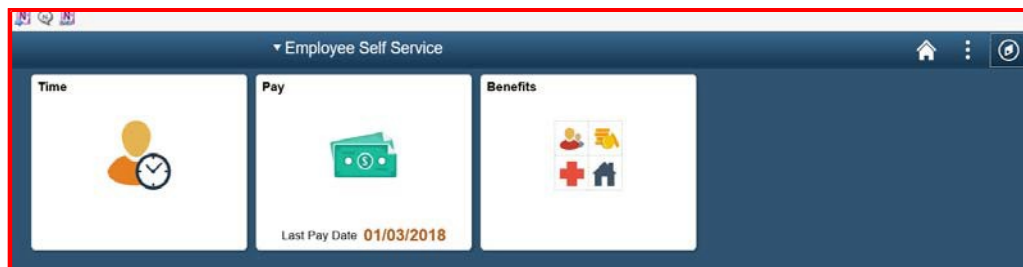 Employee Self Service
Time
Pay
Benefits
Last Pay Date 01/03/2018